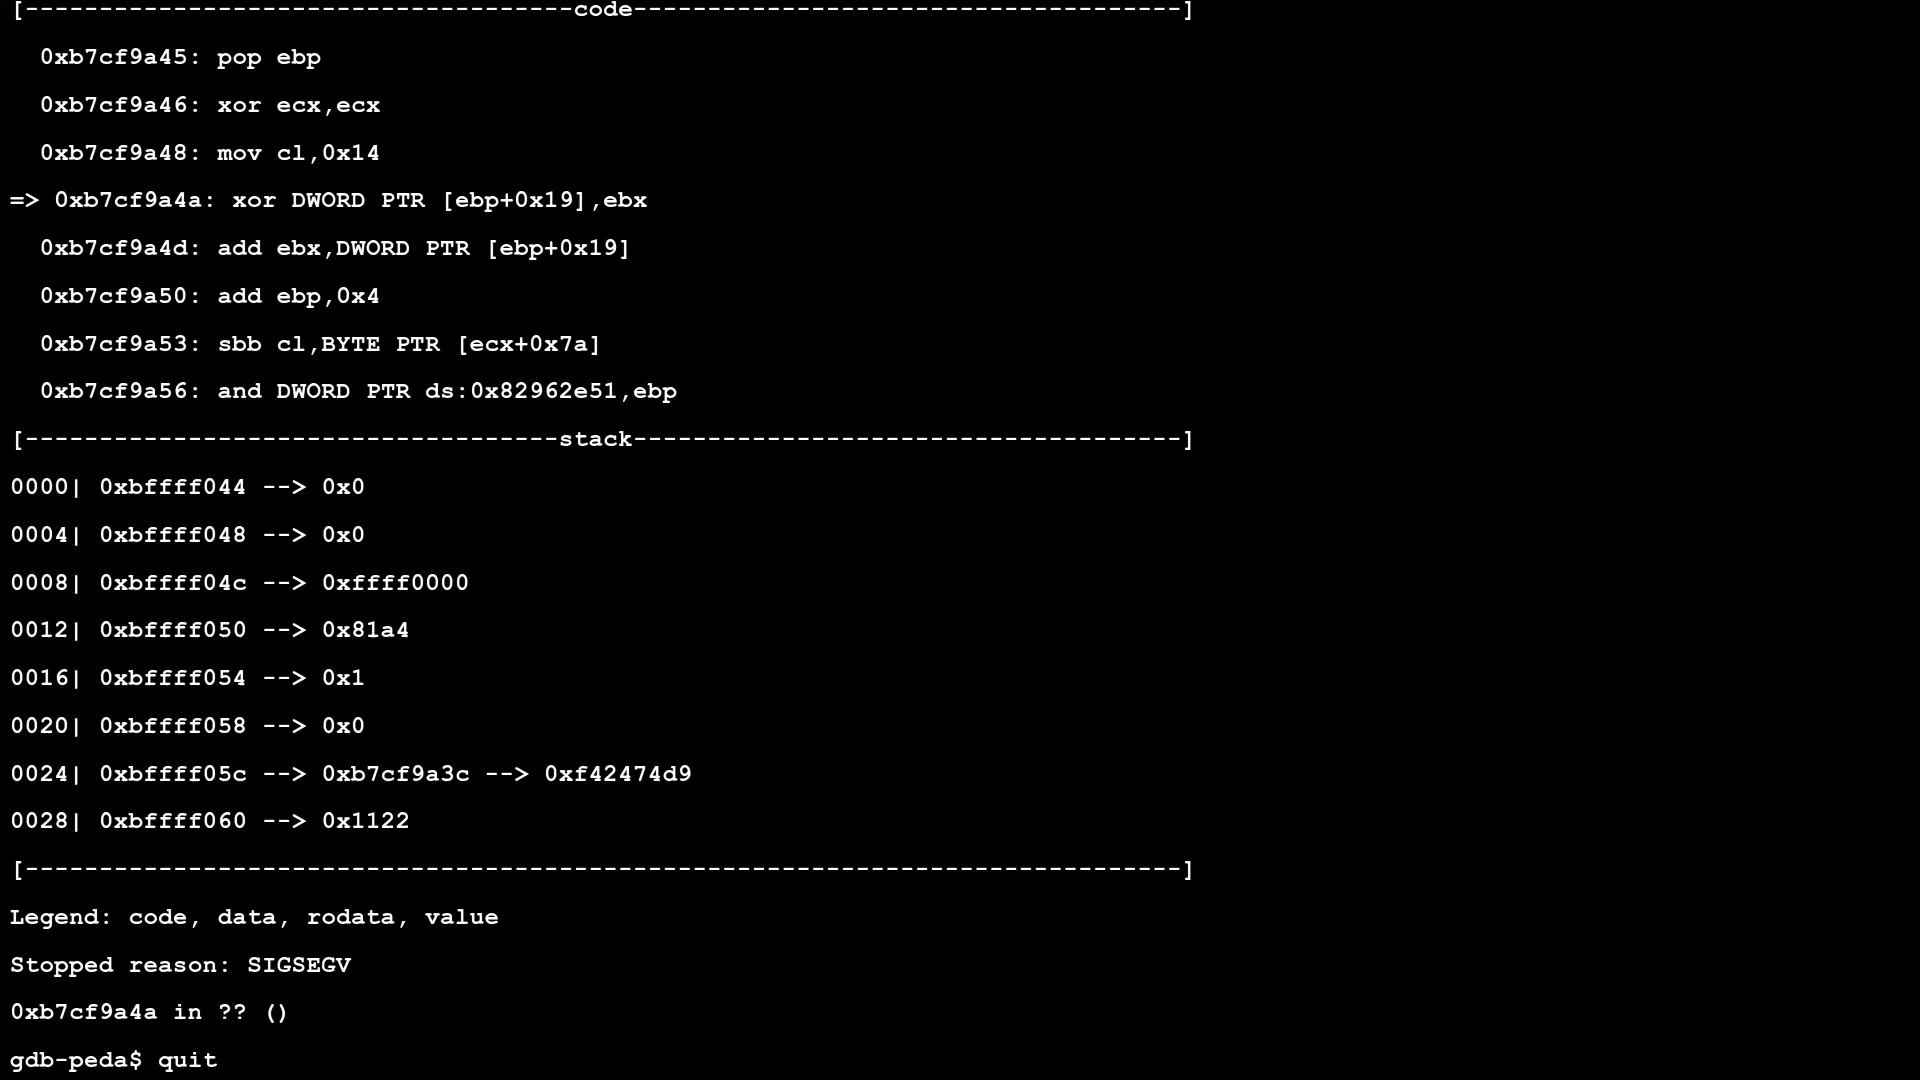 [-------------------------------------code-------------------------------------]
0xb7cf9a45: pop ebp
0xb7cf9a46: xor ecx,ecx
0xb7cf9a48: mov cl,0x14
=> 0xb7cf9a4a: xor DWORD PTR [ebp+0x19],ebx
0xb7cf9a4d: add ebx,DWORD PTR [ebp+0x19]
0xb7cf9a50: add ebp,0x4
0xb7cf9a53: sbb cl,BYTE PTR [ecx+0x7a]
0xb7cf9a56: and DWORD PTR ds:0x82962e51,ebp
[------------------------------------stack-------------------------------------]
0000| 0xbffff044 --> 0x0
0004| 0xbffff048 --> 0x0
0008| 0xbffff04c --> 0xffff0000
0012| 0xbffff050 --> 0x81a4
0016| 0xbffff054 --> 0x1
0020| 0xbffff058 --> 0x0
0024| 0xbffff05c --> 0xb7cf9a3c --> 0xf42474d9
0028| 0xbffff060 --> 0x1122
[------------------------------------------------------------------------------]
Legend: code, data, rodata, value
Stopped reason: SIGSEGV
0xb7cf9a4a in ?? ()
gdb-peda$ quit